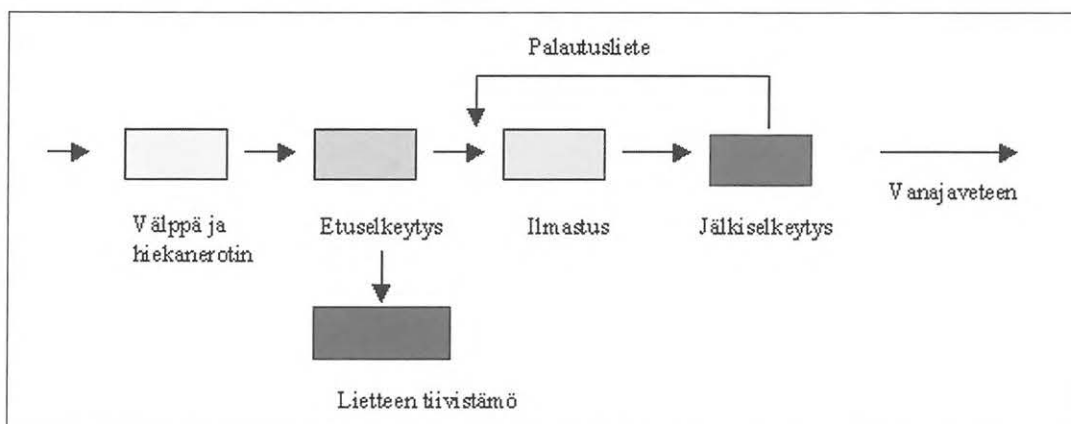 Palautusliete
Välppä ja
hiekanerotin
Etuselkeytys
Ilmastus
Jälkiselkeytys
Vanajaveteen
Lietteen tiivistämö